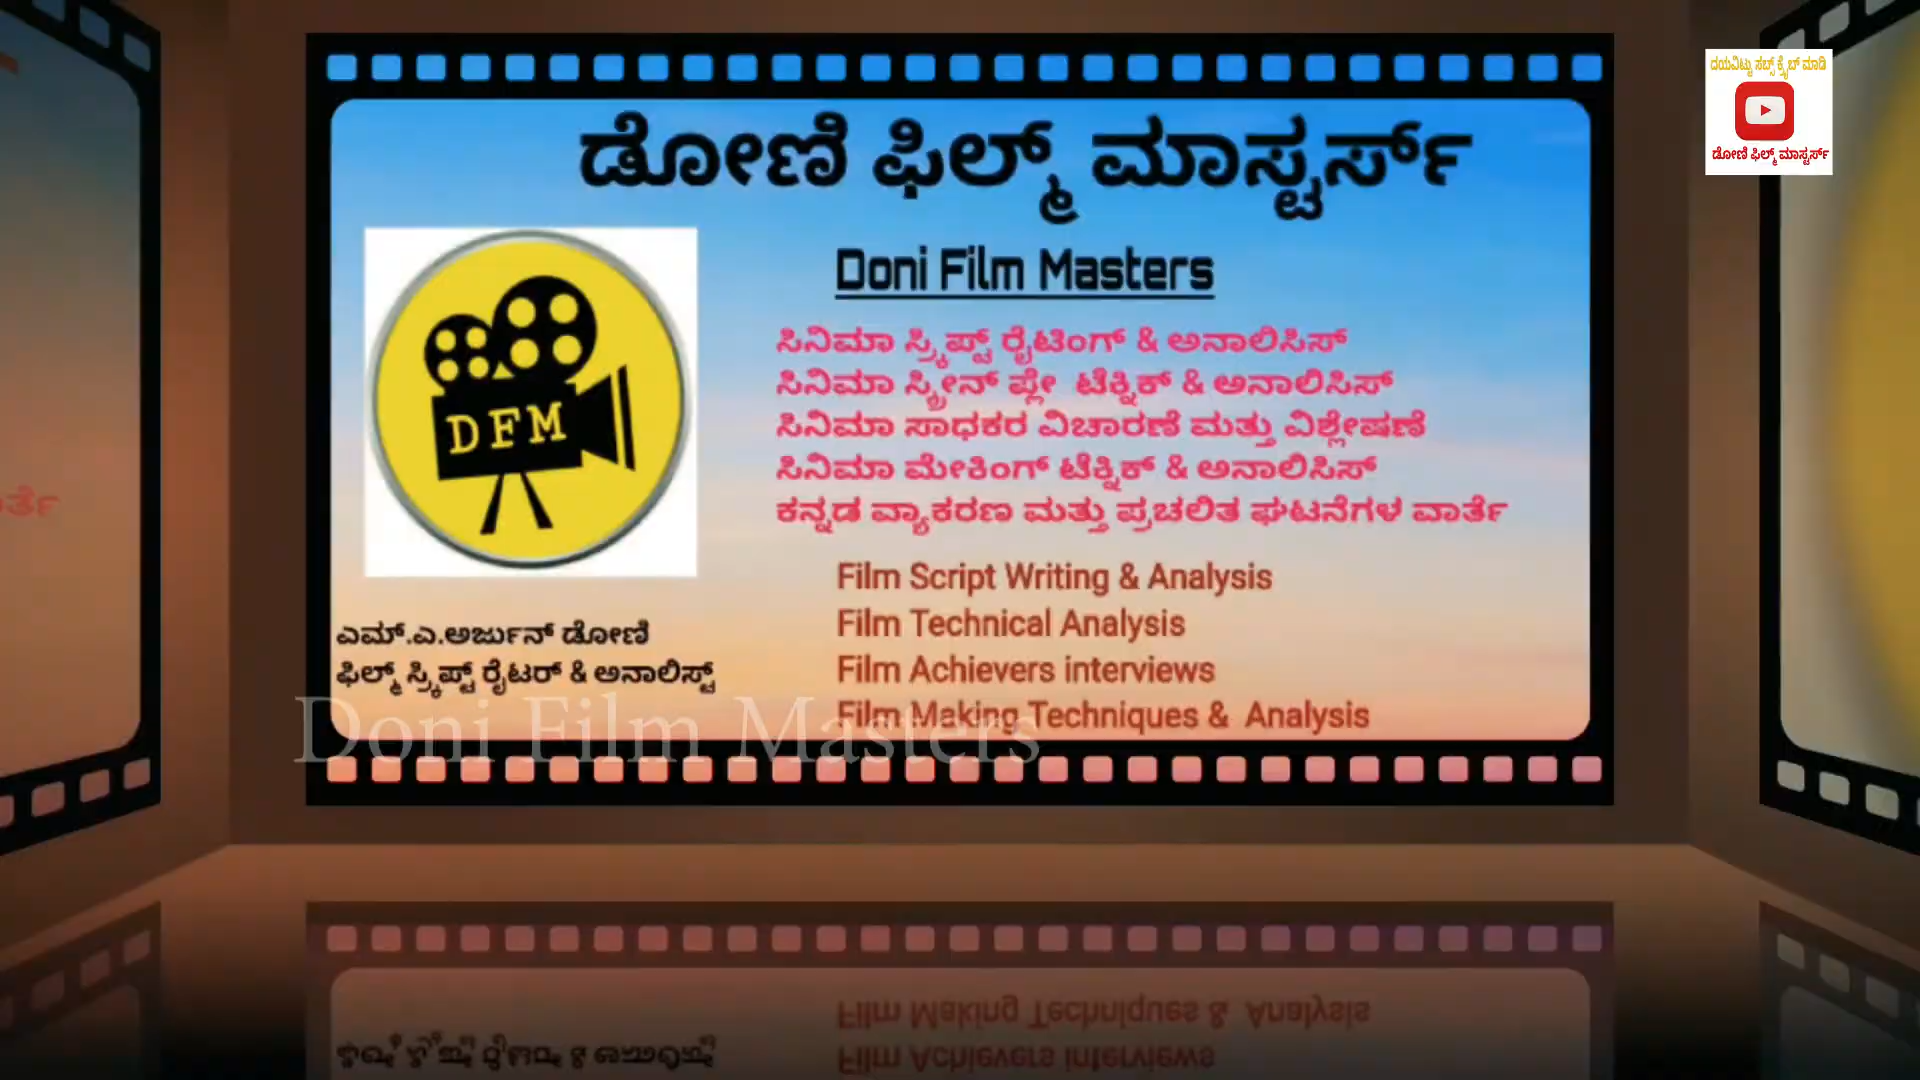 ದಯವಿಟ್ಟು ಸಬ್ಸ್ಕ್ರೈಬ್ ಮಾಡಿ
ಡೋಣಿ ಫಿಲ್ಮ್ ಮಾಸ್ಟರ್ಸ್
ಡೋಣಿ ಫಿಲ್ಮ್ ಮಾಸ್ಟರ್ಸ್
Doni Film Masters
DFM
ಸಿನಿಮಾ ಸ್ಕ್ರಿಪ್ಟ್ ರೈಟಿಂಗ್ & ಅನಾಲಿಸಿಸ್
ಸಿನಿಮಾ ಸ್ಕ್ರೀನ್ ಪ್ಲೇ ಟೆಕ್ನಿಕ್ & ಅನಾಲಿಸಿಸ್
ಸಿನಿಮಾ ಸಾಧಕರ ವಿಚಾರಣೆ ಮತ್ತು ವಿಶ್ಲೇಷಣೆ
ಸಿನಿಮಾ ಮೇಕಿಂಗ್ ಟೆಕ್ನಿಕ್ & ಅನಾಲಿಸಿಸ್
ಕನ್ನಡ ವ್ಯಾಕರಣ ಮತ್ತು ಪ್ರಚಲಿತ ಘಟನೆಗಳ ವಾರ್ತೆ
Film Script Writing & Analysis
Film Technical Analysis
Film Achievers interviews
Film Making Techniques & Analysis
ಎಮ್.ಎ.ಅರ್ಜುನ್ ಡೋಣಿ
ಫಿಲ್ಮ್ ಸ್ಕ್ರಿಪ್ಟ್ ರೈಟರ್ & ಅನಾಲಿಸ್ಟ್
Doni Film Masters